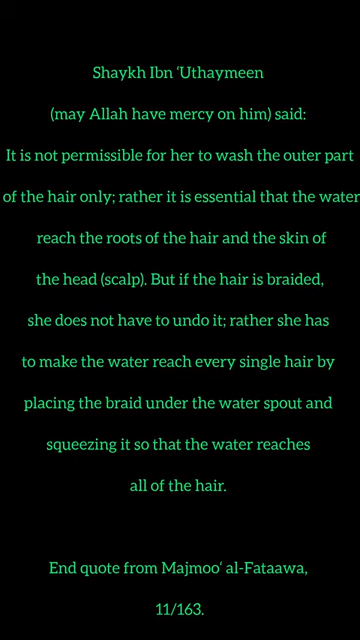 Shaykh Ibn ‘Uthaymeen
(may Allah have mercy on him) said:
It is not permissible for her to wash the outer part
of the hair only; rather it is essential that the water
reach the roots of the hair and the skin of
the head (scalp). But if the hair is braided,
she does not have to undo it; rather she has
to make the water reach every single hair by
placing the braid under the water spout and
squeezing it so that the water reaches
all of the hair.
End quote from Majmoo‘ al-Fataawa,
11/163.